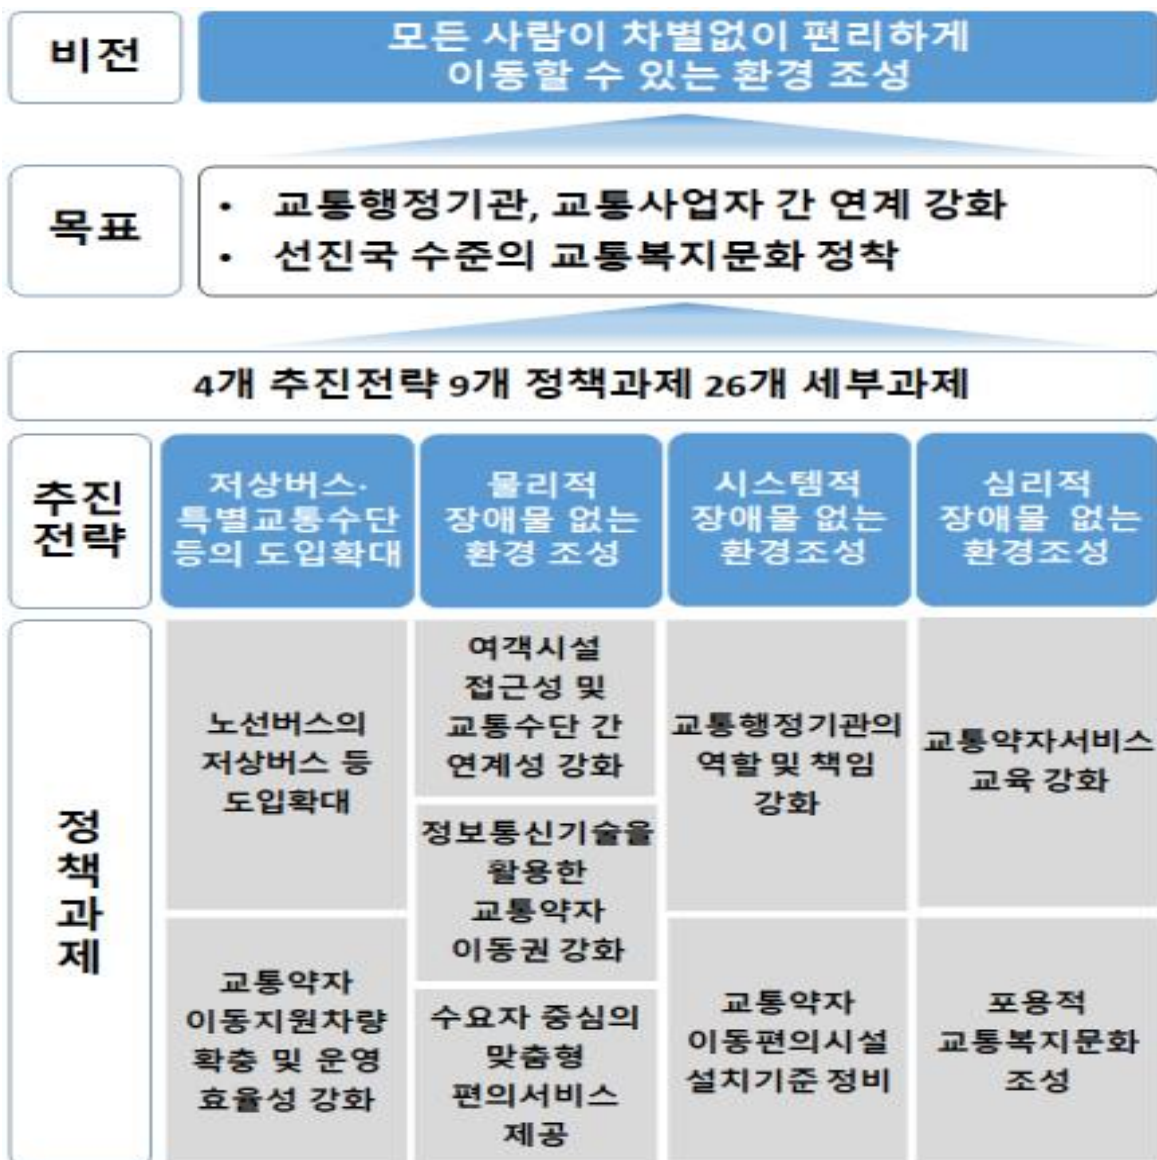 비전
모든 사람이 차별없이 편리하게
이동할 수 있는 환경 조성
목표
• 교통행정기관, 교통사업자 간 연계 강화
• 선진국 수준의 교통복지문화 정착
4개 추진전략 9개 정책과제 26개 세부과제
추진
전략
저상버스·
특별교통수단
등의 도입확대
물리적
장애물 없는
환경 조성
시스템적
장애물 없는
환경조성
심리적
장애물 없는
환경조성
정
책
과
제
노선버스의
저상버스 등
도입확대
교통약자
이동지원차량
확충 및 운영
효율성 강화
여객시설
접근성 및
교통수단 간
연계성 강화
정보통신기술을
활용한
교통약자
이동권 강화
수요자 중심의
맞춤형
편의서비스
제공
교통행정기관의
역할 및 책임
강화
교통약자
이동편의시설
설치기준 정비
교통약자서비스
교육 강화
포용적
교통복지문화
조성